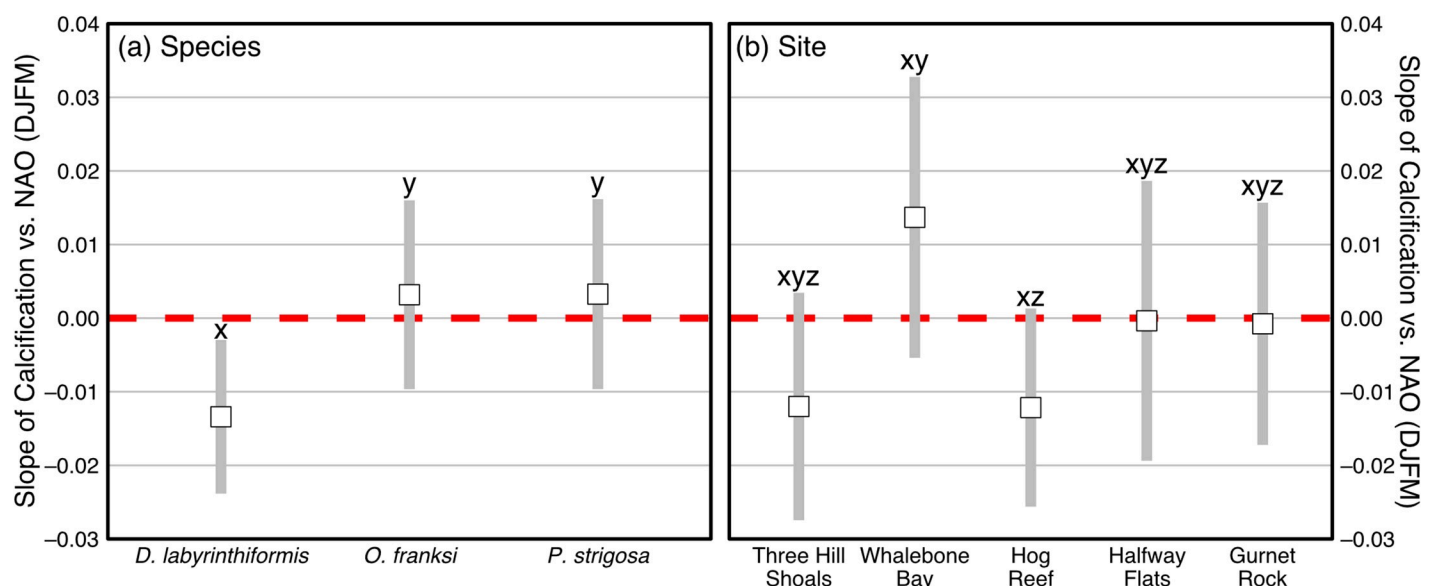 (a) Species
Slope of Calcification vs. NAO (DJFM)
0.04
0.03
0.02
0.01
0.00
−0.01
−0.02
−0.03
x
y
y
D. labyrinthiformis
O. franksi
P. strigosa
(b) Site
xyz
xy
xz
xyz
xyz
Three Hill
Shoals
Whalebone
Bay
Hog
Reef
Halfway
Flats
Gurnet
Rock
0.04
0.03
0.02
0.01
0.00
−0.01
−0.02
−0.03
Slope of Calcification vs. NAO (DJFM)